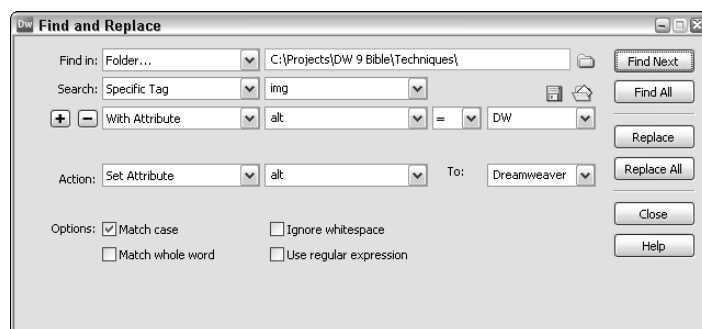 Dw Find and Replace
Find in: Folder... C:\Projects\DW 9 Bible\Techniques\ Find Next
Search: Specific Tag img Find All
With Attribute alt = DW
Replace
Action: Set Attribute alt To: Dreamweaver Replace All
Close
Options: Match case Ignore whitespace
Help
Match whole word Use regular expression